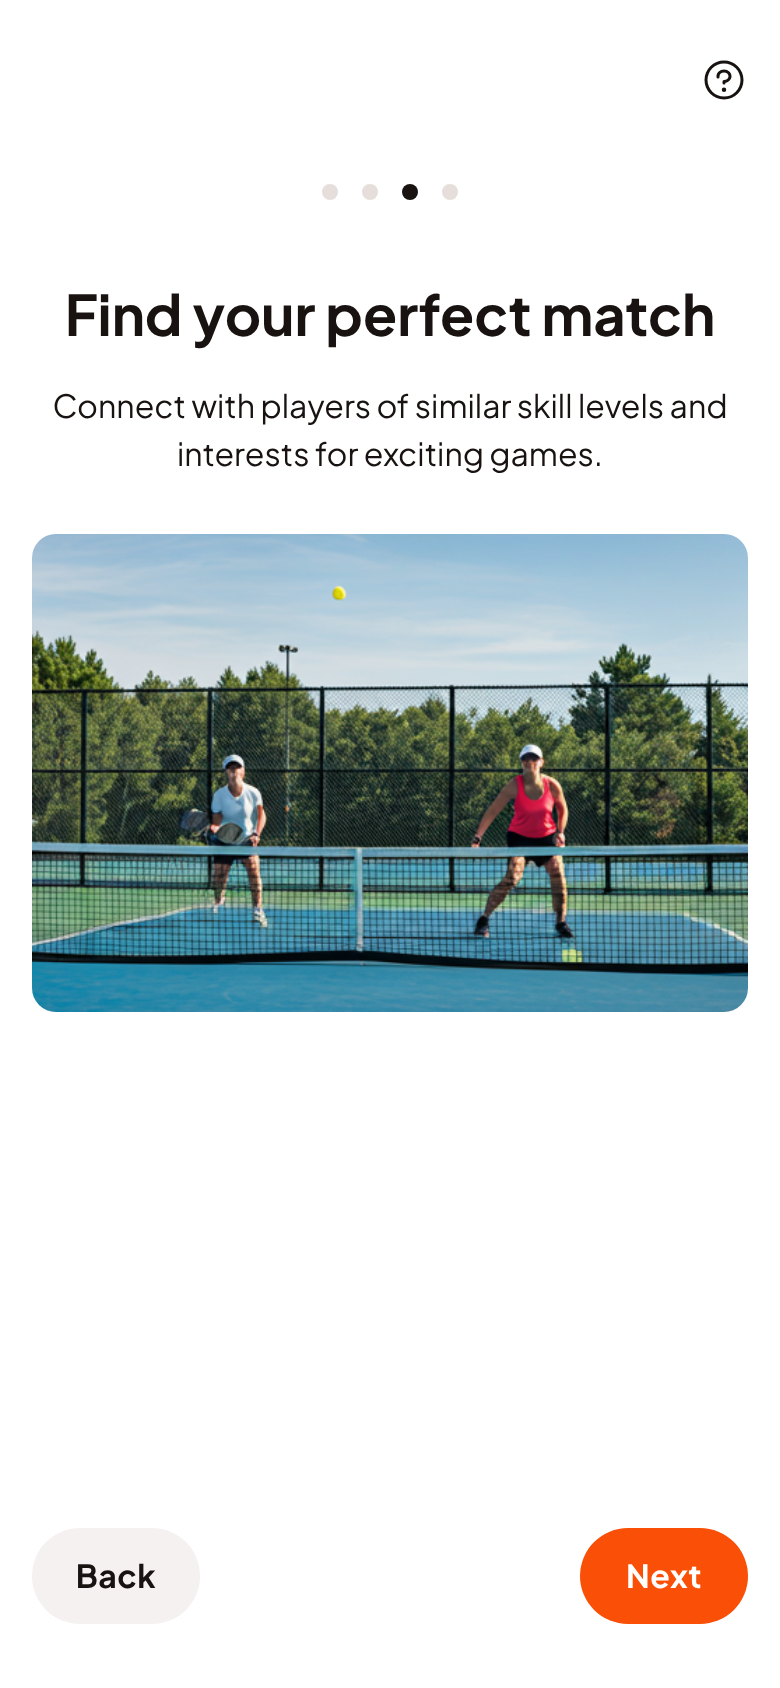 ?
Find your perfect match
Connect with players of similar skill levels and
interests for exciting games.
Back
Next